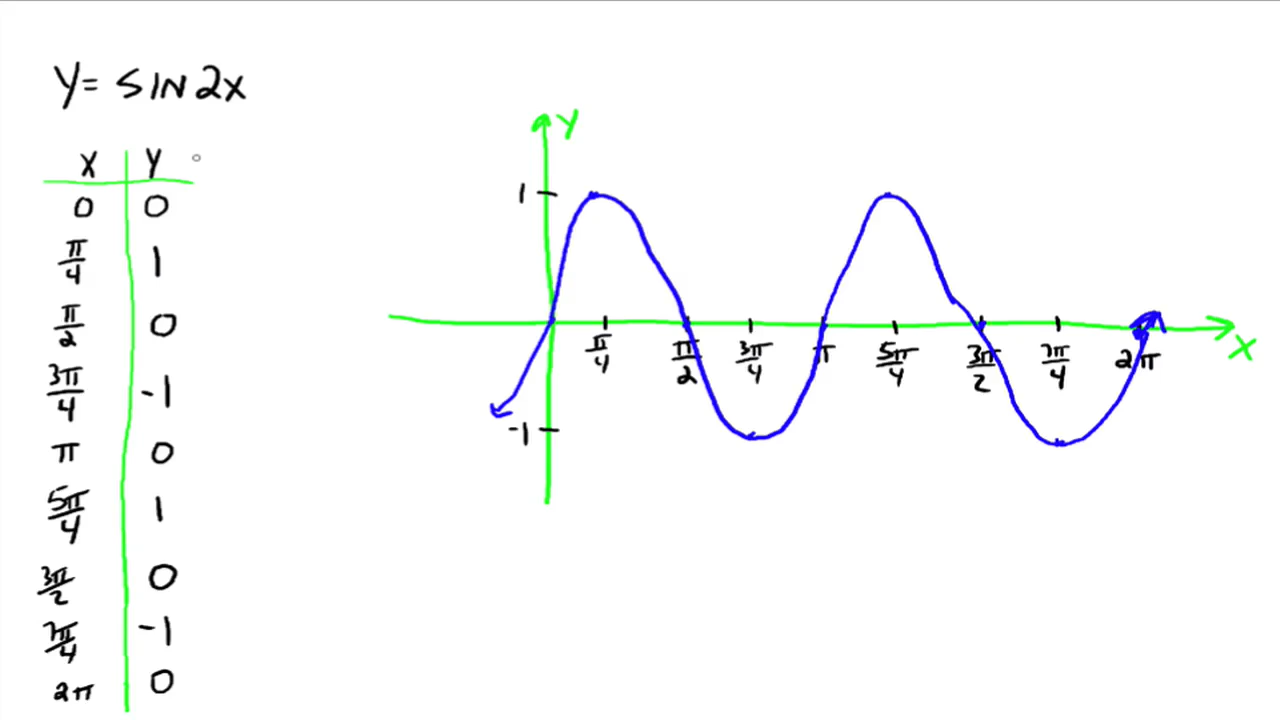 Y = SIN 2x
X Y
0 0
π/4 1
π/2 0
3π/4 -1
π 0
5π/4 1
3π/2 0
7π/4 -1
2π 0
Y
1
π/4 π/2 3π/4 π 5π/4 3π/2 7π/4 2π
X
-1